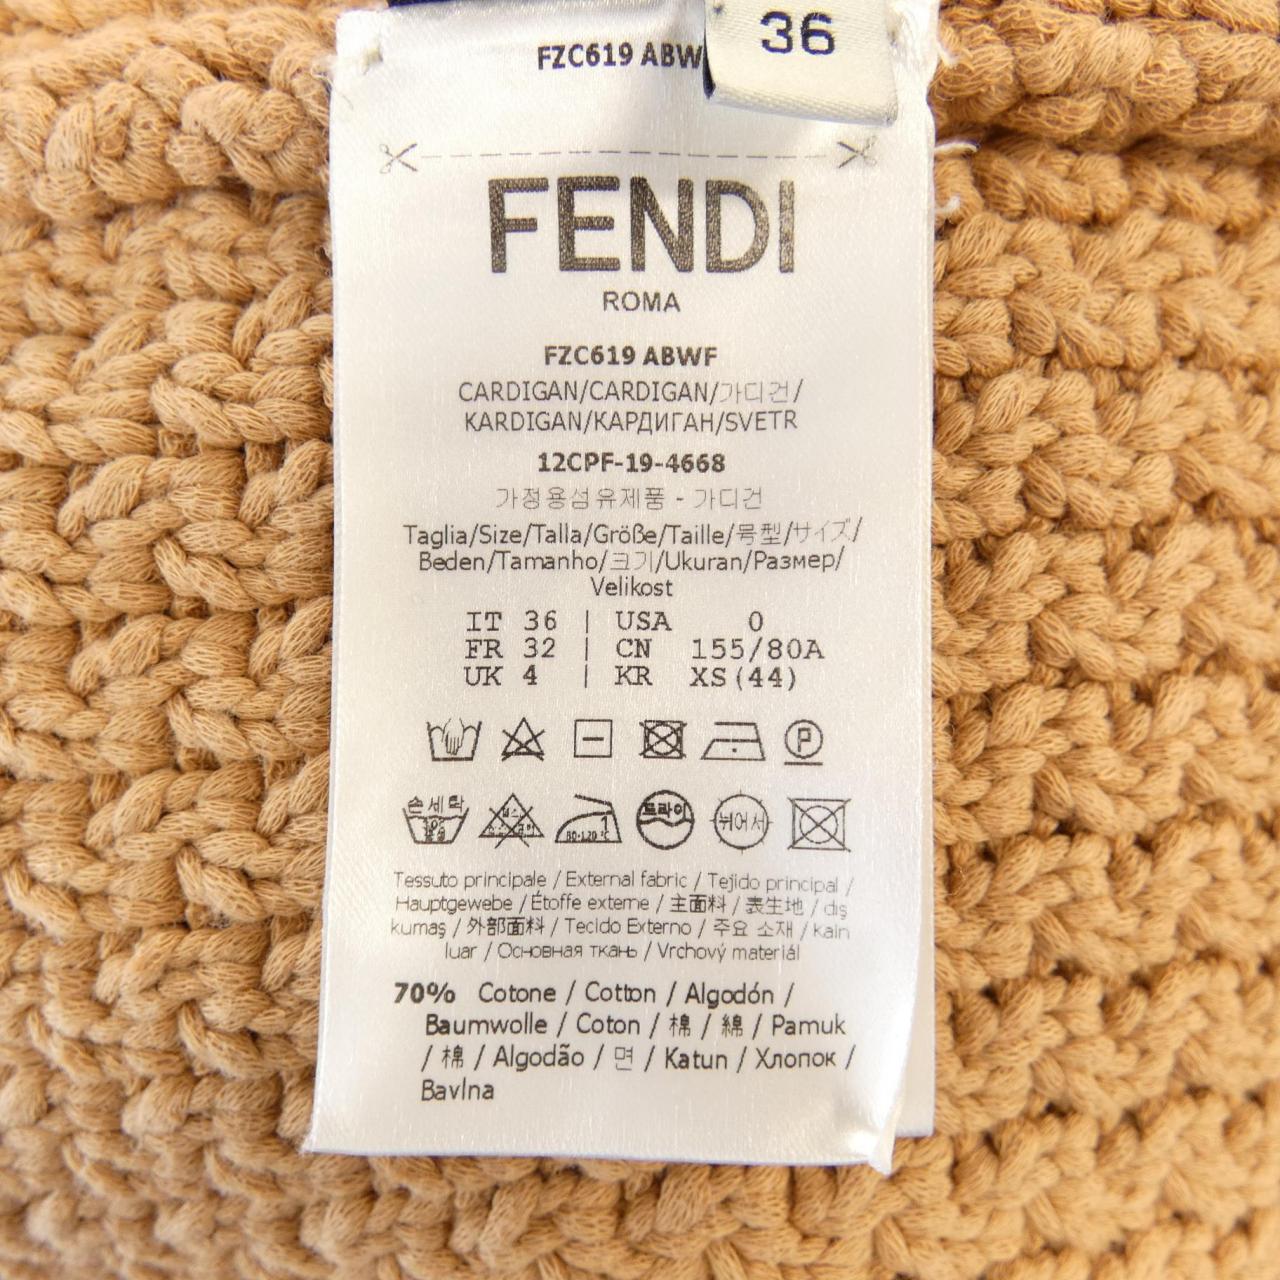 36
FZC619 ABW
FENDI
ROMA
FZC619 ABWF
CARDIGAN/CARDIGAN/가디건/
KARDIGAN/КАРДИГАН/SVETR
12CPF-19-4668
가정용섬유제품 - 가디건
Taglia/Size/Talla/Größe/Taille/号型/サイズ/
Beden/Tamanho/크기/Ukuran/Размер/
Velikost
IT 36 | USA 0
FR 32 | CN 155/80A
UK 4 | KR XS(44)
P
손세탁 드라이 1 80-120 °C 뉘어서
Tessuto principale / External fabric / Tejido principal /
Hauptgewebe / Étoffe externe / 主面料 / 表生地 / dış
kumaş / 外部面料 / Tecido Externo / 주요 소재 / kain
luar / Основная ткань / Vrchový materiál
70% Cotone / Cotton / Algodón /
Baumwolle / Coton / 棉 / 綿 / Pamuk
/ 棉 / Algodão / 면 / Katun / Хлопок /
Bavlna